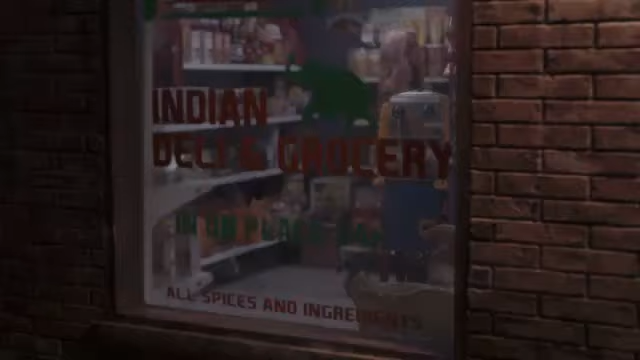 INDIAN
DELI & GROCERY
ALL SPICES AND INGREDIENTS